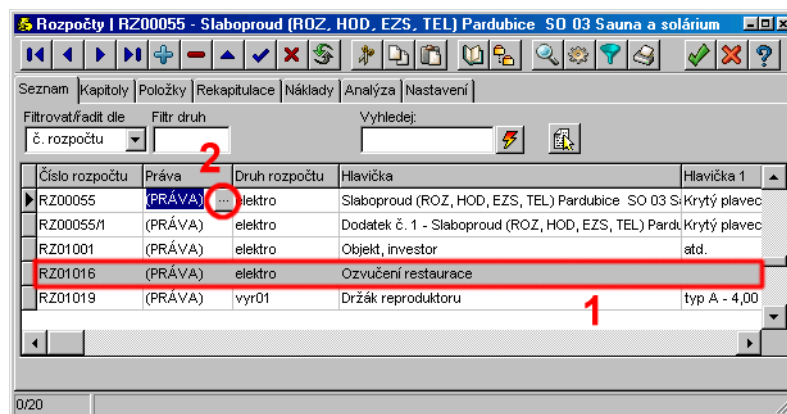 Rozpočty | RZ00055 - Slaboproud (ROZ, HOD, EZS, TEL) Pardubice SO 03 Sauna a solárium
Seznam Kapitoly Položky Rekapitulace Náklady Analýza Nastavení
Filtrovat/řadit dle Filtr druh Vyhledej:
č. rozpočtu
2
Číslo rozpočtu Práva Druh rozpočtu Hlavička Hlavička 1
RZ00055 (PRÁVA) ... elektro Slaboproud (ROZ, HOD, EZS, TEL) Pardubice SO 03 S Krytý plavec
RZ00055/1 (PRÁVA) elektro Dodatek č. 1 - Slaboproud (ROZ, HOD, EZS, TEL) Pardu Krytý plavec
RZ01001 (PRÁVA) elektro Objekt, investor atd.
RZ01016 (PRÁVA) elektro Ozvučení restaurace
RZ01019 (PRÁVA) vyr01 Držák reproduktoru typ A - 4,00
1
0/20